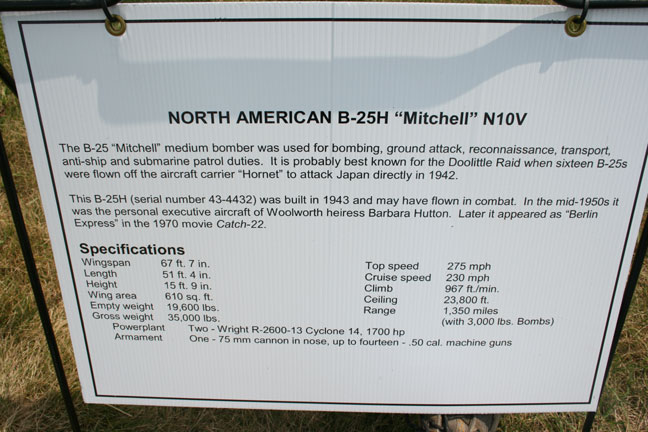 NORTH AMERICAN B-25H “Mitchell” N10V
The B-25 “Mitchell” medium bomber was used for bombing, ground attack, reconnaissance, transport,
anti-ship and submarine patrol duties. It is probably best known for the Doolittle Raid when sixteen B-25s
were flown off the aircraft carrier “Hornet” to attack Japan directly in 1942.
This B-25H (serial number 43-4432) was built in 1943 and may have flown in combat. In the mid-1950s it
was the personal executive aircraft of Woolworth heiress Barbara Hutton. Later it appeared as “Berlin
Express” in the 1970 movie Catch-22.
Specifications
Wingspan 67 ft. 7 in.
Length 51 ft. 4 in.
Height 15 ft. 9 in.
Wing area 610 sq. ft.
Empty weight 19,600 lbs.
Gross weight 35,000 lbs.
Top speed 275 mph
Cruise speed 230 mph
Climb 967 ft./min.
Ceiling 23,800 ft.
Range 1,350 miles
(with 3,000 lbs. Bombs)
Powerplant Two - Wright R-2600-13 Cyclone 14, 1700 hp
Armament One - 75 mm cannon in nose, up to fourteen - .50 cal. machine guns